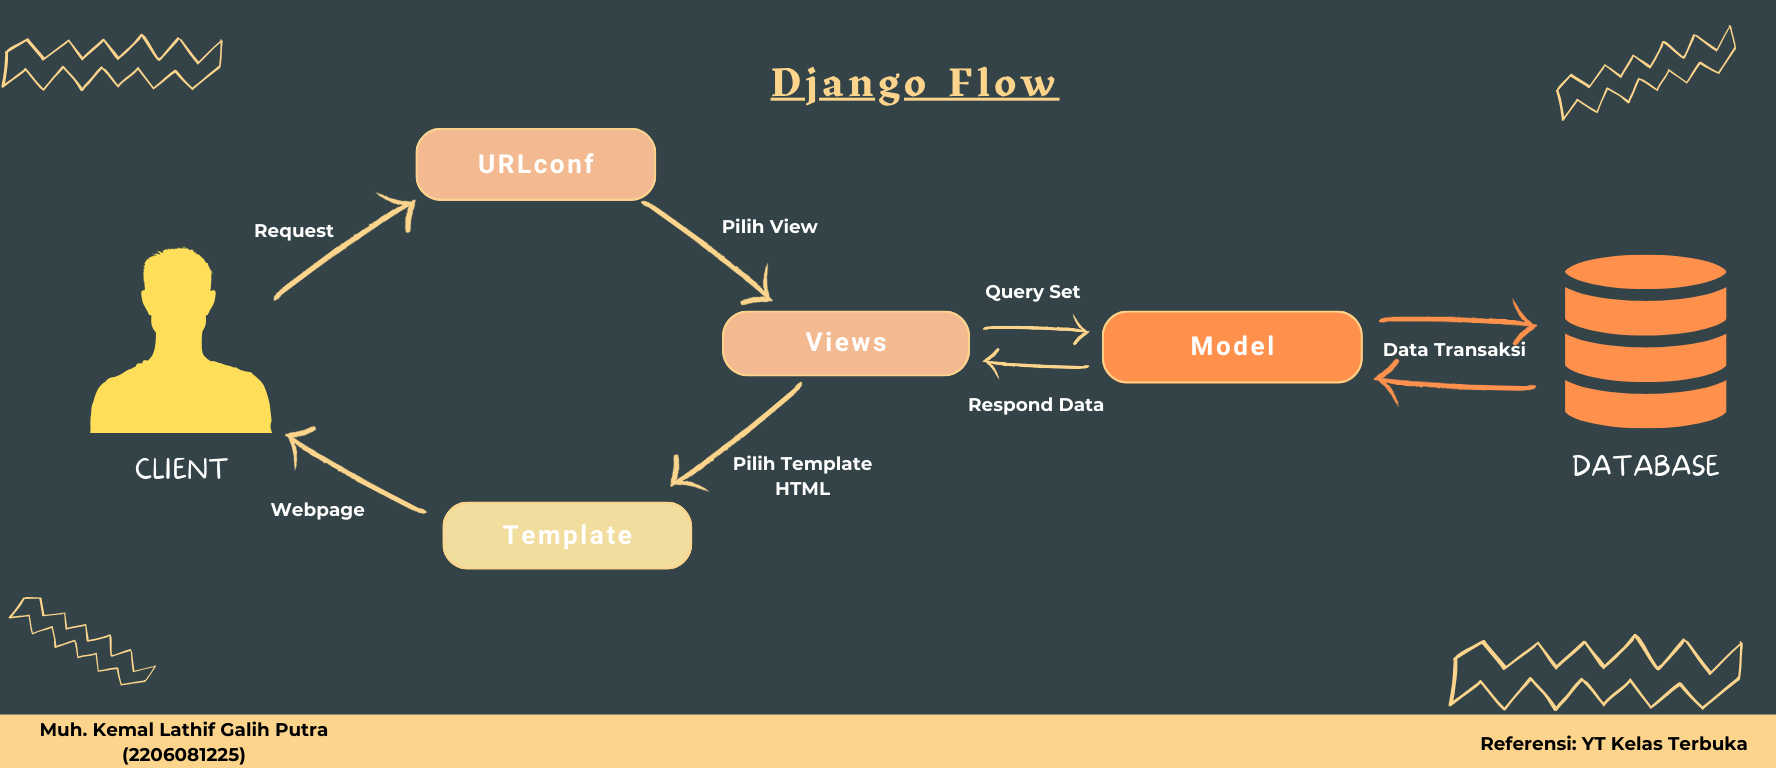 Django Flow
URLconf
Request
Pilih View
Query Set
Views
Model
Data Transaksi
Respond Data
CLIENT
DATABASE
Pilih Template
HTML
Webpage
Template
Muh. Kemal Lathif Galih Putra
(2206081225)
Referensi: YT Kelas Terbuka